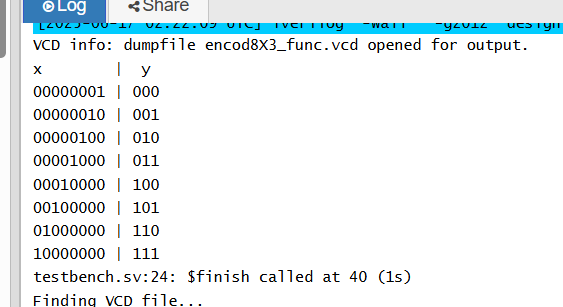 Log
Share
[2025-06-17 02:22:09 UTC] iverilog '-Wall' '-g2012' design
VCD info: dumpfile encod8X3_func.vcd opened for output.
x | y
00000001 | 000
00000010 | 001
00000100 | 010
00001000 | 011
00010000 | 100
00100000 | 101
01000000 | 110
10000000 | 111
testbench.sv:24: $finish called at 40 (1s)
Finding VCD file...